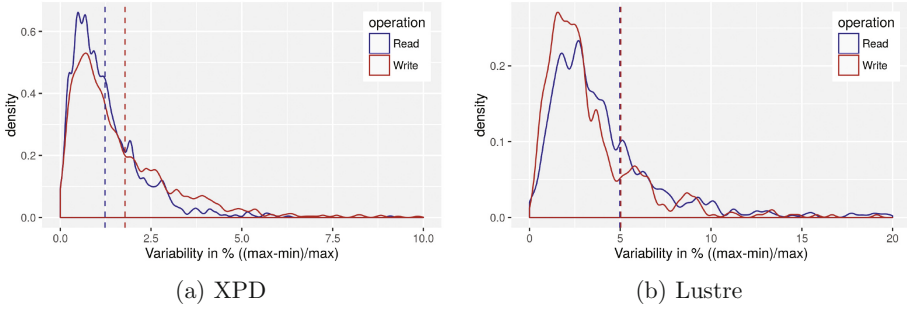 operation
Read
Write
density
0.6
0.4
0.2
0.0
0.0 2.5 5.0 7.5 10.0
Variability in % ((max-min)/max)
(a) XPD
operation
Read
Write
density
0.2
0.1
0.0
0 5 10 15 20
Variability in % ((max-min)/max)
(b) Lustre